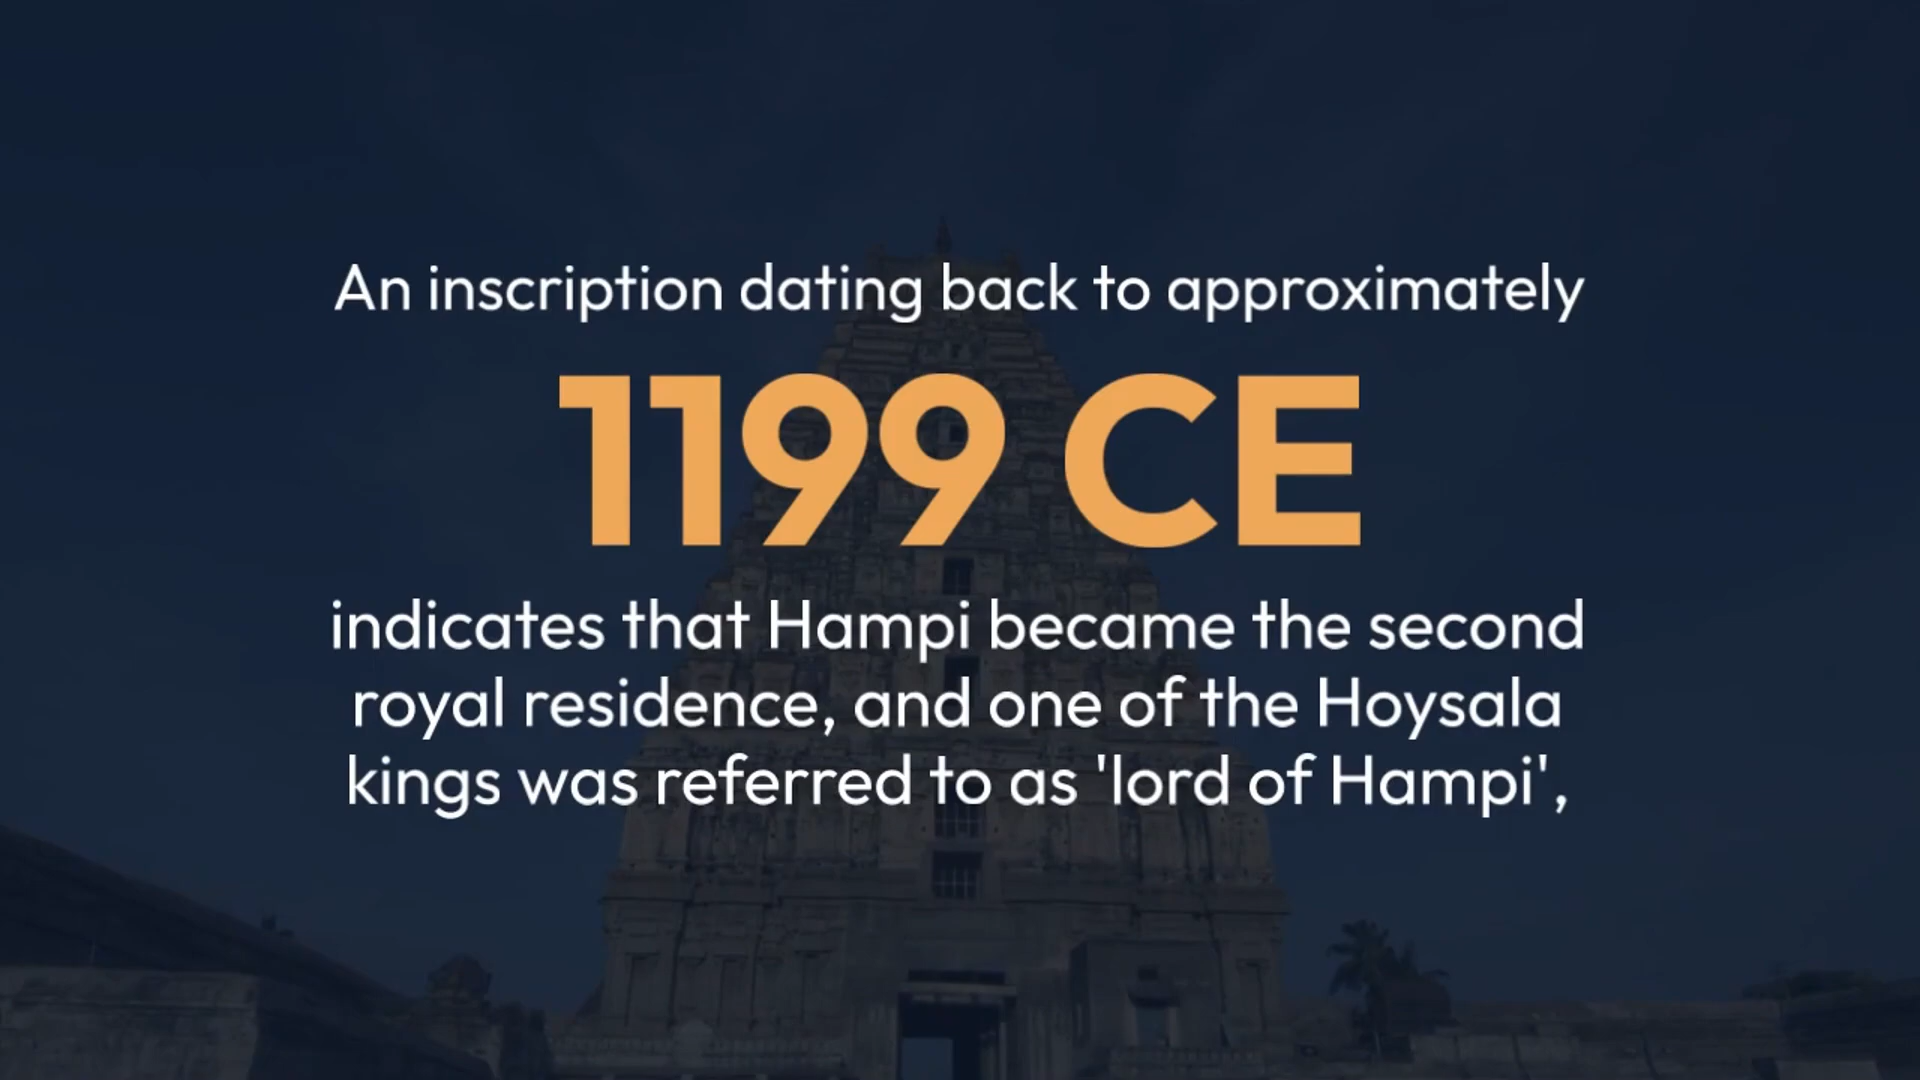 An inscription dating back to approximately
1199 CE
indicates that Hampi became the second
royal residence, and one of the Hoysala
kings was referred to as 'lord of Hampi',